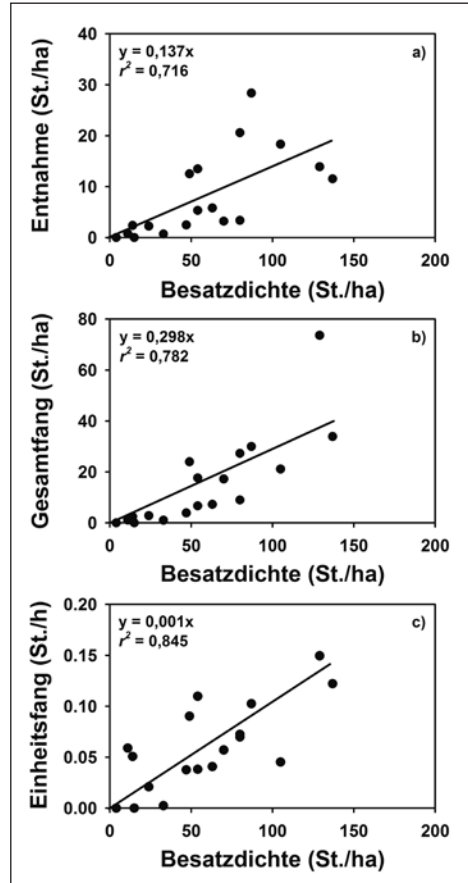 y = 0,137x
a)
r² = 0,716
Entnahme (St./ha)
40
30
20
10
0
0 50 100 150 200
Besatzdichte (St./ha)
y = 0,298x
b)
r² = 0,782
Gesamtfang (St./ha)
80
60
40
20
0
0 50 100 150 200
Besatzdichte (St./ha)
y = 0,001x
c)
r² = 0,845
Einheitsfang (St./h)
0.20
0.15
0.10
0.05
0.00
0 50 100 150 200
Besatzdichte (St./ha)